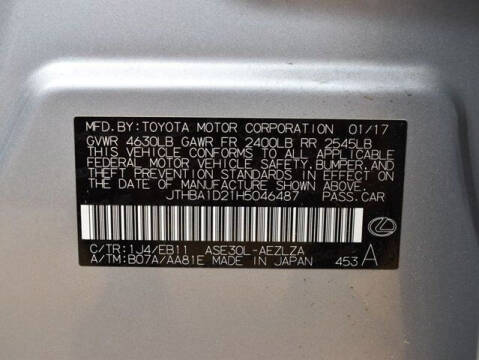 MFD.BY:TOYOTA MOTOR CORPORATION 01/17
GVWR 4630LB GAWR FR 2400LB RR 2545LB
THIS VEHICLE CONFORMS TO ALL APPLICABLE
FEDERAL MOTOR VEHICLE SAFETY, BUMPER, AND
THEFT PREVENTION STANDARDS IN EFFECT ON
THE DATE OF MANUFACTURE SHOWN ABOVE.
JTHBA1D21H5046487 PASS.CAR
C/TR:1J4/EB11 ASE30L-AEZLZA
A/TM:B07A/AA81E MADE IN JAPAN 453 A